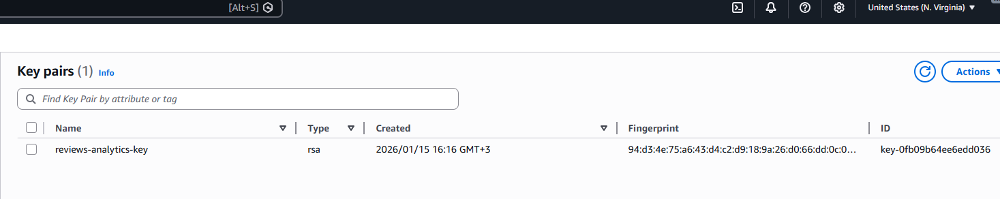 [Alt+S] United States (N. Virginia)
Key pairs (1) Info
Actions
Find Key Pair by attribute or tag
Name Type Created Fingerprint ID
reviews-analytics-key rsa 2026/01/15 16:16 GMT+3 94:d3:4e:75:a6:43:d4:c2:d9:18:9a:26:d0:66:dd:0c:0... key-0fb09b64ee6edd036